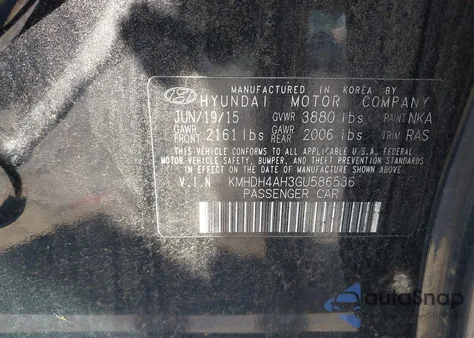 MANUFACTURED IN KOREA BY
HYUNDAI MOTOR COMPANY
JUN/19/15 GVWR 3880 lbs PAINT NKA
GAWR FRONT 2161 lbs GAWR REAR 2006 lbs TRIM RAS
THIS VEHICLE CONFORMS TO ALL APPLICABLE U.S.A. FEDERAL
MOTOR VEHICLE SAFETY, BUMPER, AND THEFT PREVENTION STANDARDS
IN EFFECT ON THE DATE OF MANUFACTURE SHOWN ABOVE.
V.I.N KMHDH4AH3GU586536
PASSENGER CAR
autoSnap